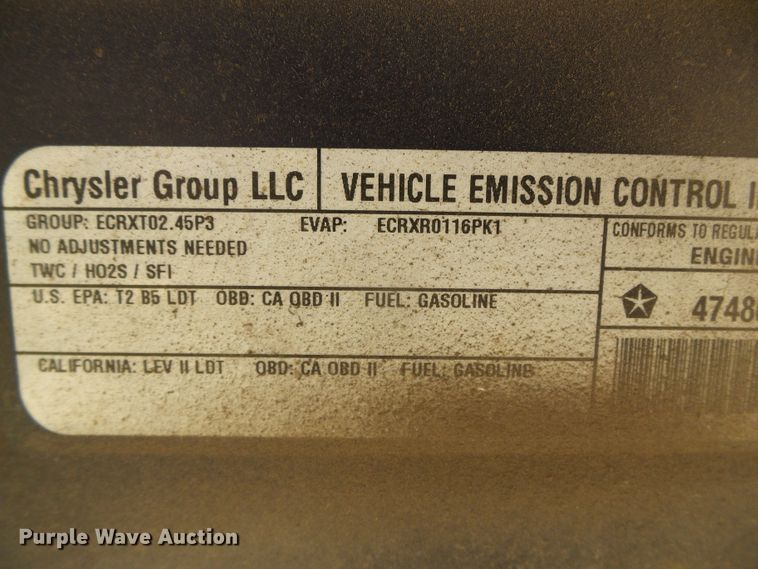 Chrysler Group LLC
VEHICLE EMISSION CONTROL
GROUP: ECRXT02.45P3 EVAP: ECRXR0116PK1
NO ADJUSTMENTS NEEDED
TWC / HO2S / SFI
U.S. EPA: T2 B5 LDT OBD: CA OBD II FUEL: GASOLINE
CALIFORNIA: LEV II LDT OBD: CA OBD II FUEL: GASOLINE
CONFORMS TO REGUL
ENGIN
4748
Purple Wave Auction